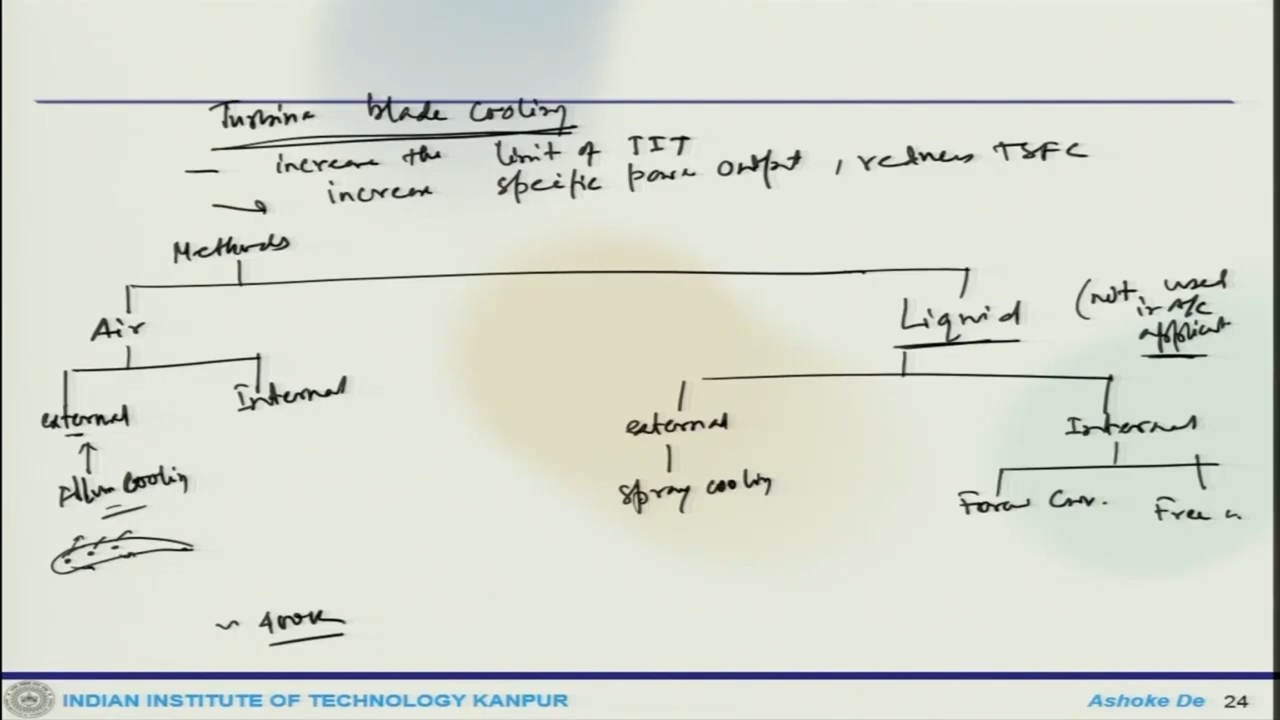 Turbine blade cooling
— increase the limit of TIT
increase specific power output, reduces TSFC
Methods
Air
Liquid
(not used
in A/c
external
Internal
external
Internal
Film cooling
Spray cooling
Conv.
Free
~ 400K
INDIAN INSTITUTE OF TECHNOLOGY KANPUR
Ashoke De 24